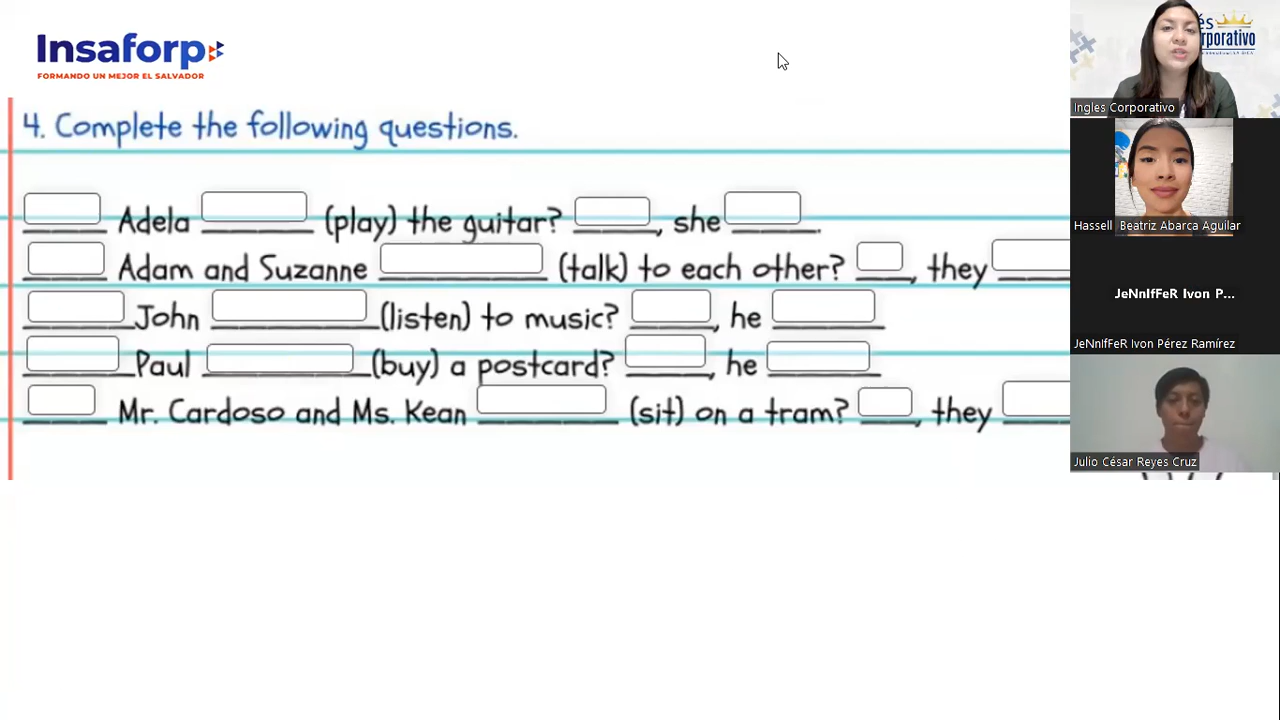 Insaforp
FORMANDO UN MEJOR EL SALVADOR
4. Complete the following questions.
Adela (play) the guitar? , she .
Adam and Suzanne (talk) to each other? , they
John (listen) to music? , he
Paul (buy) a postcard? , he
Mr. Cardoso and Ms. Kean (sit) on a tram? , they
Ingles Corporativo
Hassell Beatriz Abarca Aguilar
JeNnIfFeR Ivon P...
JeNnIfFeR Ivon Pérez Ramírez
Julio César Reyes Cruz